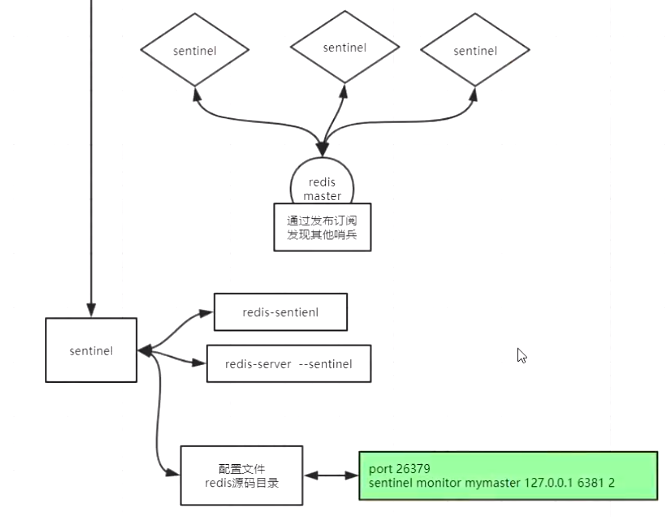 sentinel
sentinel
sentinel
redis
master
通过发布订阅
发现其他哨兵
redis-sentienl
sentinel
redis-server --sentinel
配置文件
redis源码目录
port 26379
sentinel monitor mymaster 127.0.0.1 6381 2